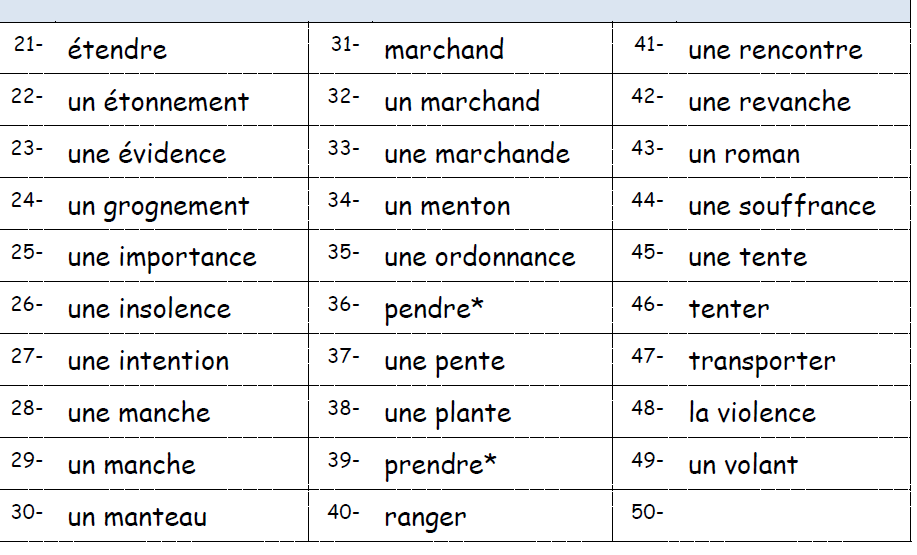 21- étendre
22- un étonnement
23- une évidence
24- un grognement
25- une importance
26- une insolence
27- une intention
28- une manche
29- un manche
30- un manteau
31- marchand
32- un marchand
33- une marchande
34- un menton
35- une ordonnance
36- pendre*
37- une pente
38- une plante
39- prendre*
40- ranger
41- une rencontre
42- une revanche
43- un roman
44- une souffrance
45- une tente
46- tenter
47- transporter
48- la violence
49- un volant
50-